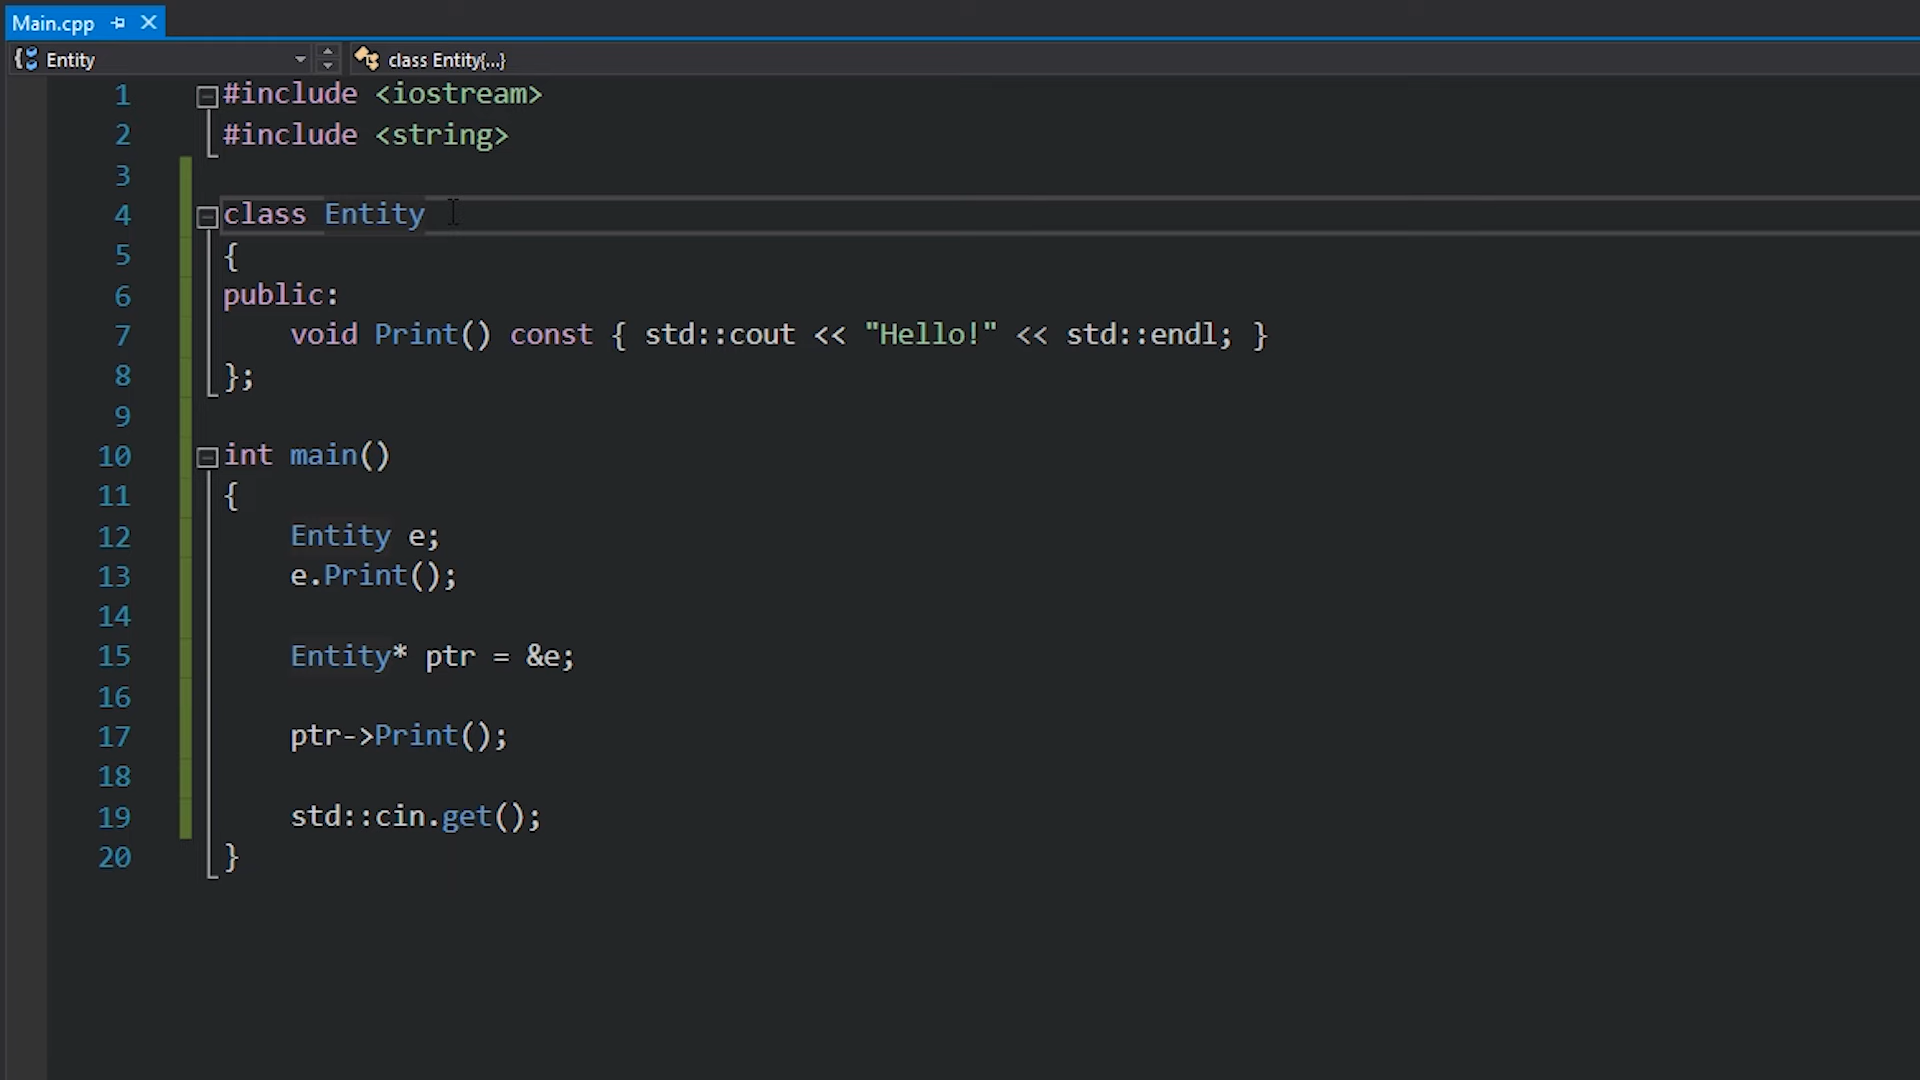 Main.cpp
Entity
class Entity{...}
1 #include <iostream>
2 #include <string>
3
4 class Entity
5 {
6 public:
7 void Print() const { std::cout << "Hello!" << std::endl; }
8 };
9
10 int main()
11 {
12 Entity e;
13 e.Print();
14
15 Entity* ptr = &e;
16
17 ptr->Print();
18
19 std::cin.get();
20 }